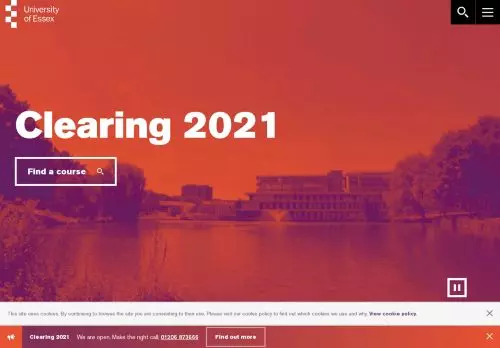 University
of Essex
Clearing 2021
Find a course
This site uses cookies. By continuing to browse the site you are consenting to their use. Please visit our cookie policy to find out which cookies we use and why. View cookie policy.
Clearing 2021 We are open. Make the right call. 01206 873666 Find out more